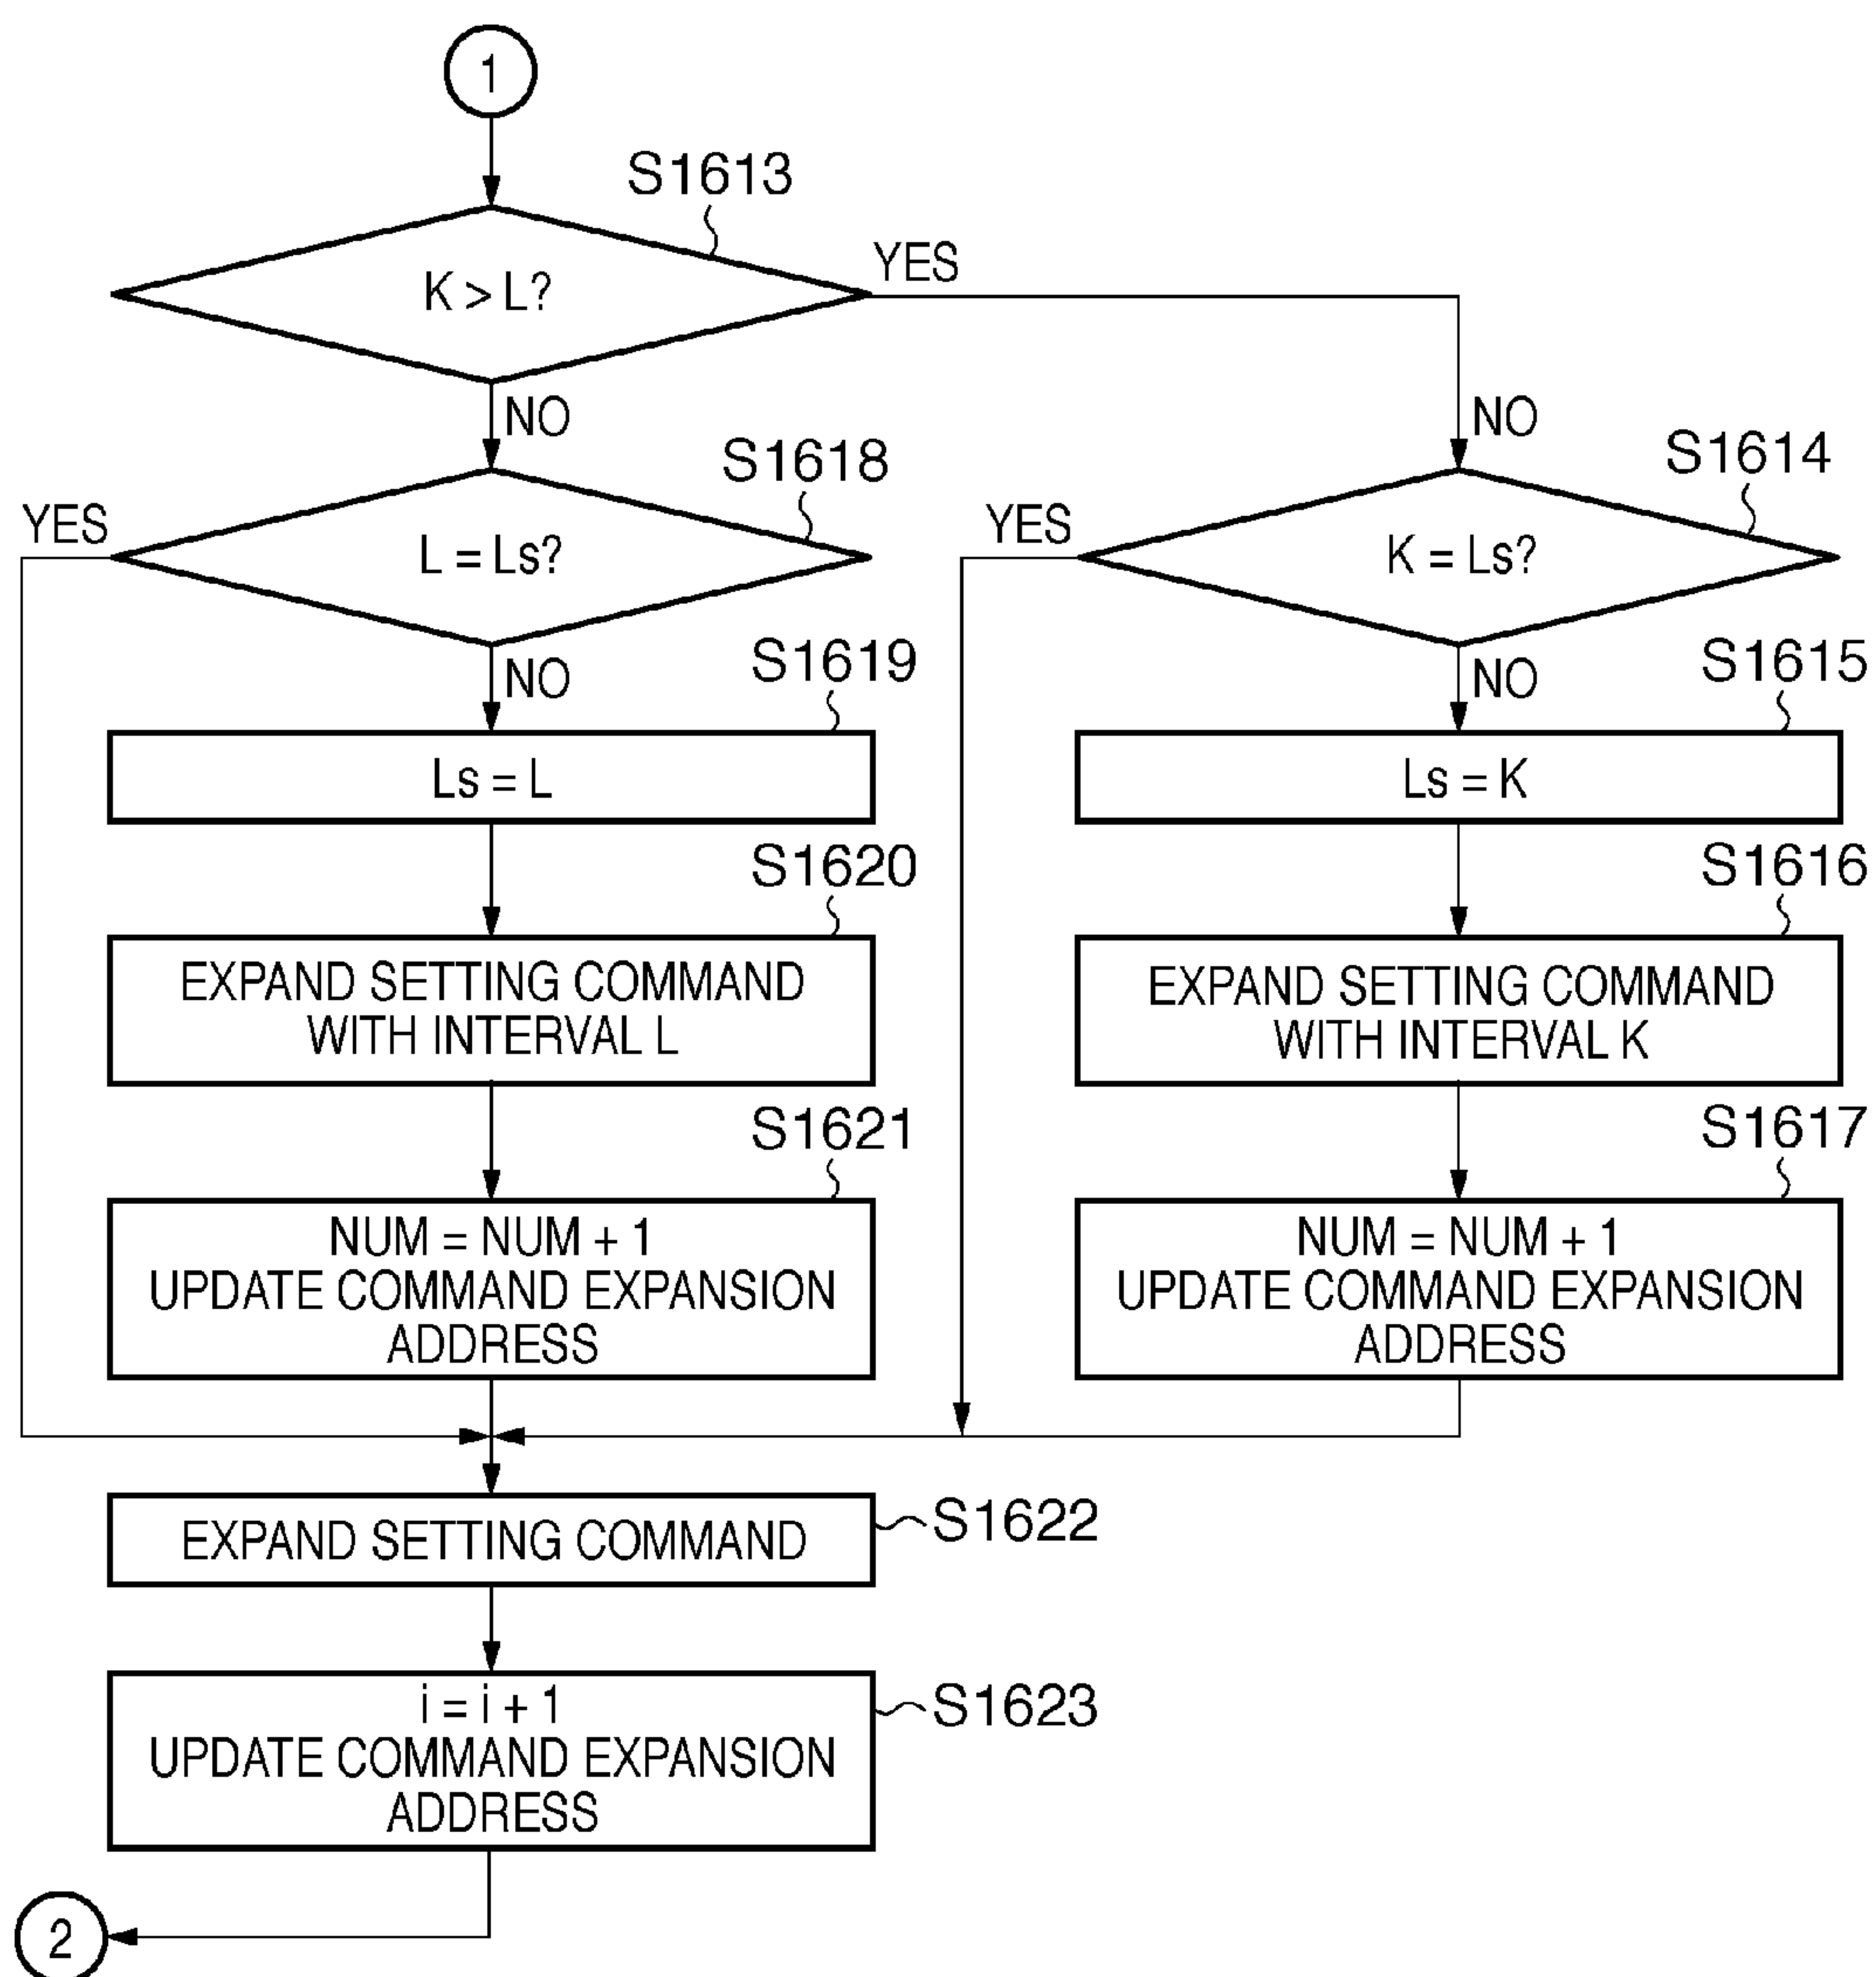 1
S1613
K > L?
YES
NO
NO
S1618
S1614
YES
L = Ls?
YES
K = Ls?
NO
S1619
NO
S1615
Ls = L
Ls = K
S1620
S1616
EXPAND SETTING COMMAND
WITH INTERVAL L
EXPAND SETTING COMMAND
WITH INTERVAL K
S1621
S1617
NUM = NUM + 1
UPDATE COMMAND EXPANSION
ADDRESS
NUM = NUM + 1
UPDATE COMMAND EXPANSION
ADDRESS
EXPAND SETTING COMMAND
S1622
i = i + 1
UPDATE COMMAND EXPANSION
ADDRESS
S1623
2